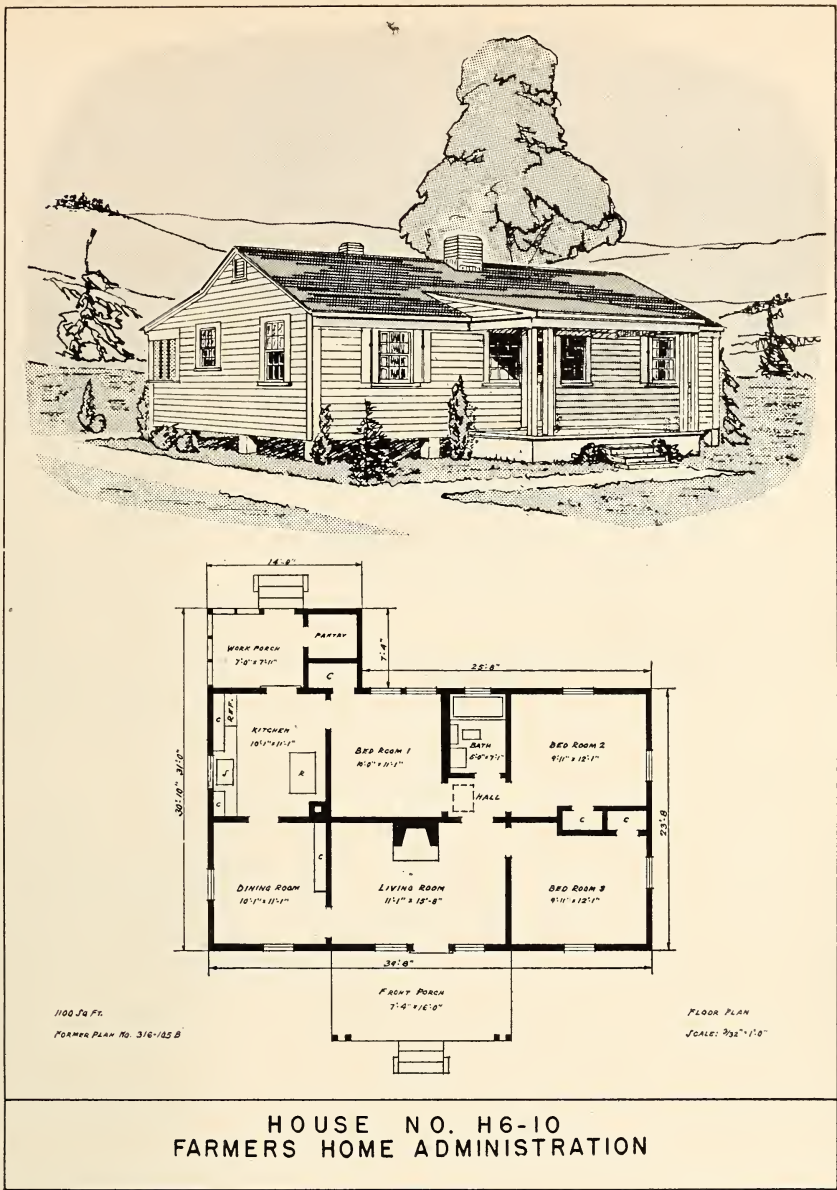 14'-0"
WORK PORCH
7'-0" x 7'-11"
PANTRY
7'-4"
C
25'-8"
C
REF.
KITCHEN
10'-1" x 11'-1"
S
R
C
BED ROOM 1
10'-0" x 11'-1"
BATH
5'-0" x 7'-1"
HALL
BED ROOM 2
9'-11" x 12'-1"
C
C
30'-10" 31'-0"
23'-8
DINING ROOM
10'-1" x 11'-1"
C
LIVING ROOM
11'-1" x 15'-8"
BED ROOM 3
9'-11" x 12'-1"
39'-8"
FRONT PORCH
7'-4" x 16'-0"
1100 SQ FT.
FORMER PLAN NO. 316-105 B
FLOOR PLAN
SCALE: 3/32" = 1'-0"
HOUSE NO. H6-10
FARMERS HOME ADMINISTRATION